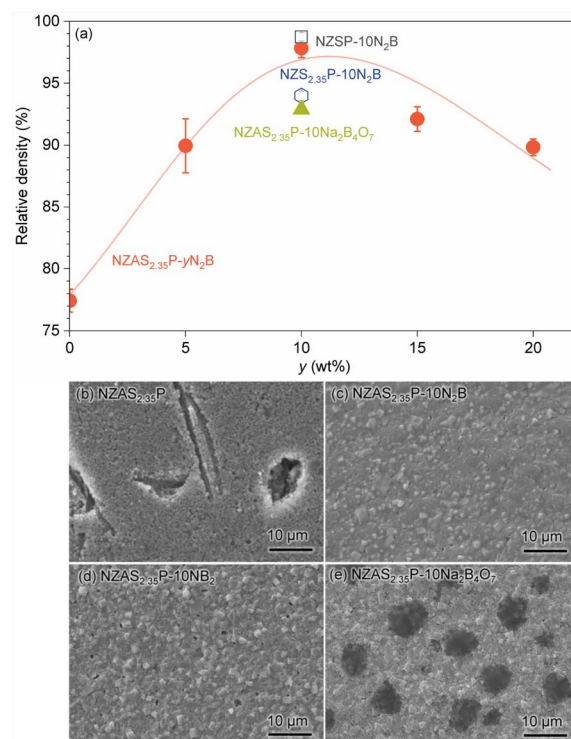 (a)
NZSP-10N₂B
NZS₂.₃₅P-10N₂B
NZAS₂.₃₅P-10Na₂B₄O₇
NZAS₂.₃₅P-yN₂B
Relative density (%)
100
95
90
85
80
75
0
5
10
15
20
y (wt%)
(b) NZAS₂.₃₅P
10 µm
(c) NZAS₂.₃₅P-10N₂B
10 µm
(d) NZAS₂.₃₅P-10NB₂
10 µm
(e) NZAS₂.₃₅P-10Na₂B₄O₇
10 µm